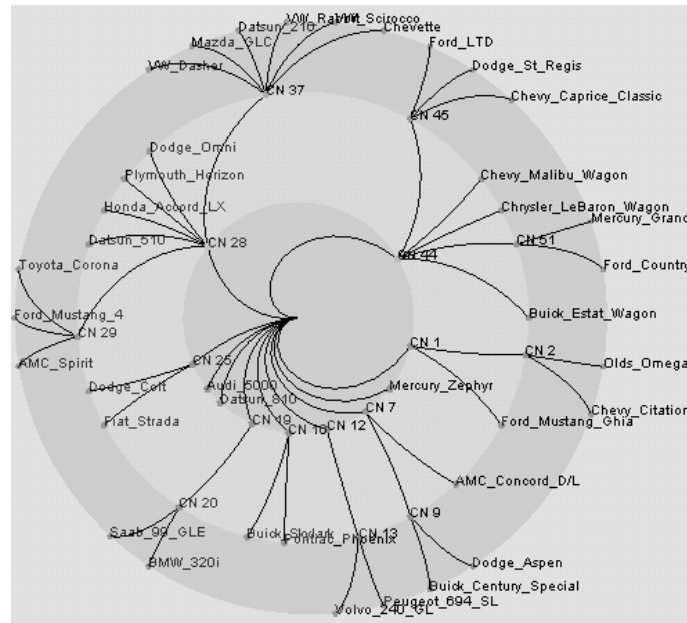 VW_Rabbit
VW_Scirocco
Datsun_210
Chevette
Mazda_GLC
Ford_LTD
VW_Dasher
Dodge_St_Regis
CN 37
Chevy_Caprice_Classic
CN 45
Dodge_Omni
Plymouth_Horizon
Chevy_Malibu_Wagon
Honda_Accord_LX
Chrysler_LeBaron_Wagon
Mercury_Grand
Datsun_510
CN 28
CN 51
CN 44
Toyota_Corona
Ford_Country
Ford_Mustang_4
Buick_Estat_Wagon
CN 29
CN 1
CN 2
AMC_Spirit
CN 25
Olds_Omega
Dodge_Colt
Audi_5000
Mercury_Zephyr
Datsun_810
CN 7
Chevy_Citation
Fiat_Strada
CN 19
CN 16
CN 12
Ford_Mustang_Ghia
AMC_Concord_D/L
CN 20
CN 9
Saab_99_GLE
Buick_Skylark
Pontiac_Phoenix
CN 13
BMW_320i
Dodge_Aspen
Buick_Century_Special
Peugeot_694_SL
Volvo_240_GL